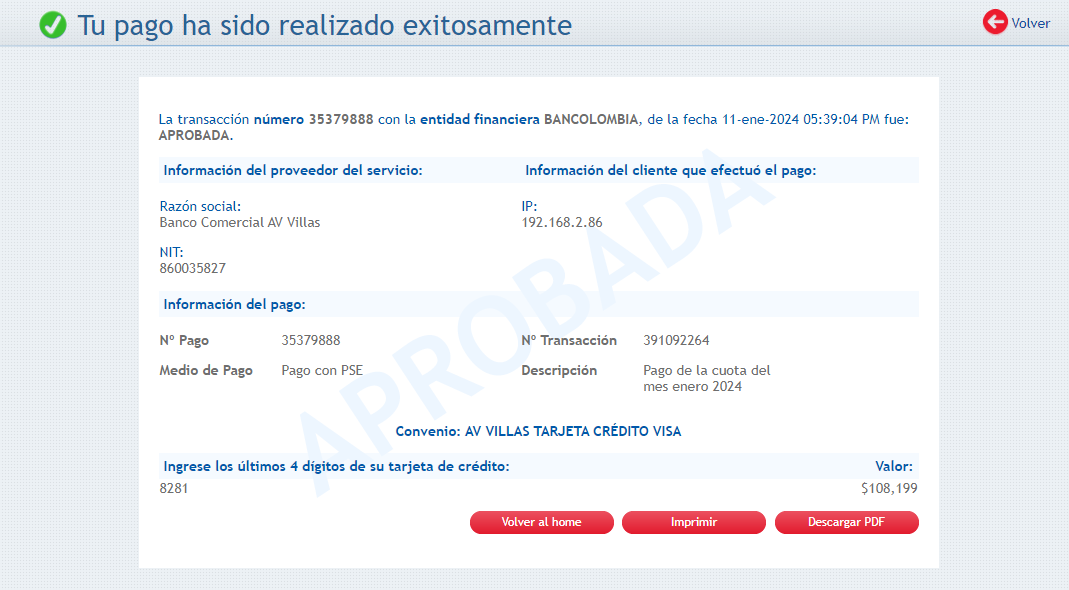 Tu pago ha sido realizado exitosamente
Volver
La transacción número 35379888 con la entidad financiera BANCOLOMBIA, de la fecha 11-ene-2024 05:39:04 PM fue:
APROBADA.
Información del proveedor del servicio:
Información del cliente que efectuó el pago:
Razón social:
Banco Comercial AV Villas
IP:
192.168.2.86
NIT:
860035827
Información del pago:
Nº Pago 35379888
Nº Transacción 391092264
Medio de Pago Pago con PSE
Descripción Pago de la cuota del
mes enero 2024
APROBADA
Convenio: AV VILLAS TARJETA CRÉDITO VISA
Ingrese los últimos 4 dígitos de su tarjeta de crédito: Valor:
8281 $108,199
Volver al home
Imprimir
Descargar PDF